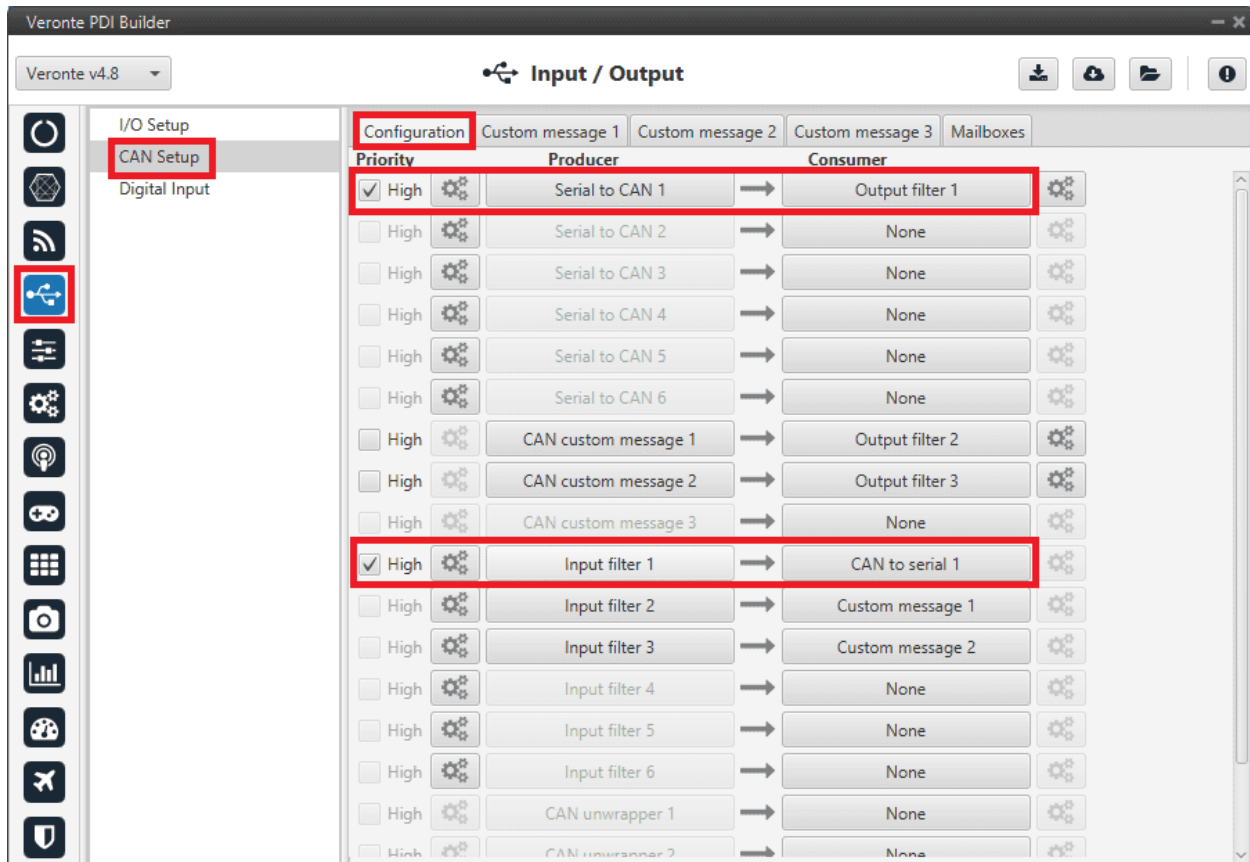 Veronte PDI Builder
Veronte v4.8 Input / Output
I/O Setup
CAN Setup
Digital Input
Configuration Custom message 1 Custom message 2 Custom message 3 Mailboxes
Priority Producer Consumer
High Serial to CAN 1 Output filter 1
High Serial to CAN 2 None
High Serial to CAN 3 None
High Serial to CAN 4 None
High Serial to CAN 5 None
High Serial to CAN 6 None
High CAN custom message 1 Output filter 2
High CAN custom message 2 Output filter 3
High CAN custom message 3 None
High Input filter 1 CAN to serial 1
High Input filter 2 Custom message 1
High Input filter 3 Custom message 2
High Input filter 4 None
High Input filter 5 None
High Input filter 6 None
High CAN unwrapper 1 None
High CAN unwrapper 2 None